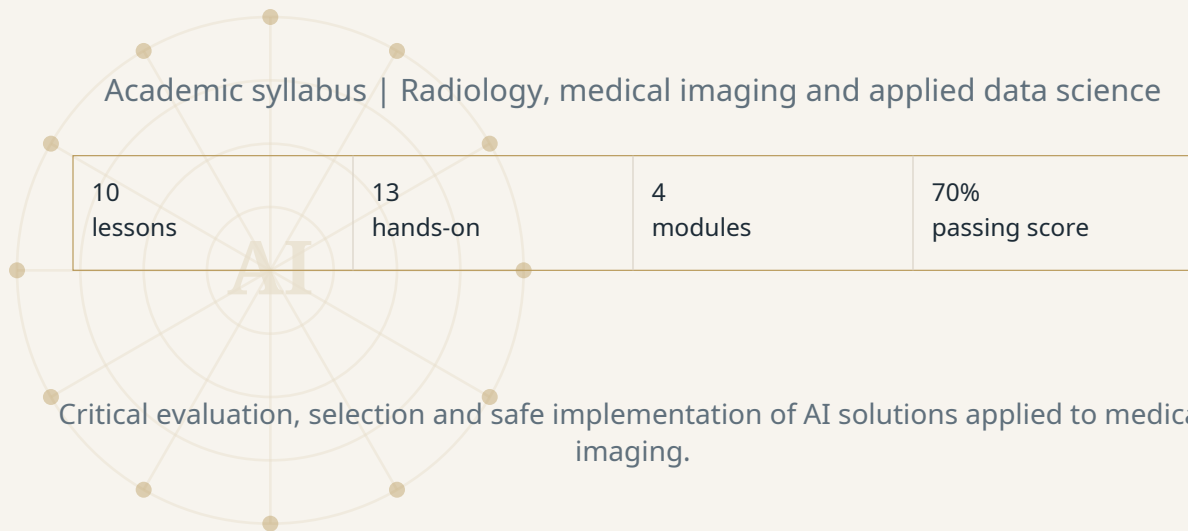 Academic syllabus | Radiology, medical imaging and applied data science
10
lessons
13
hands-on
4
modules
70%
passing score
AI
Critical evaluation, selection and safe implementation of AI solutions applied to medica
imaging.